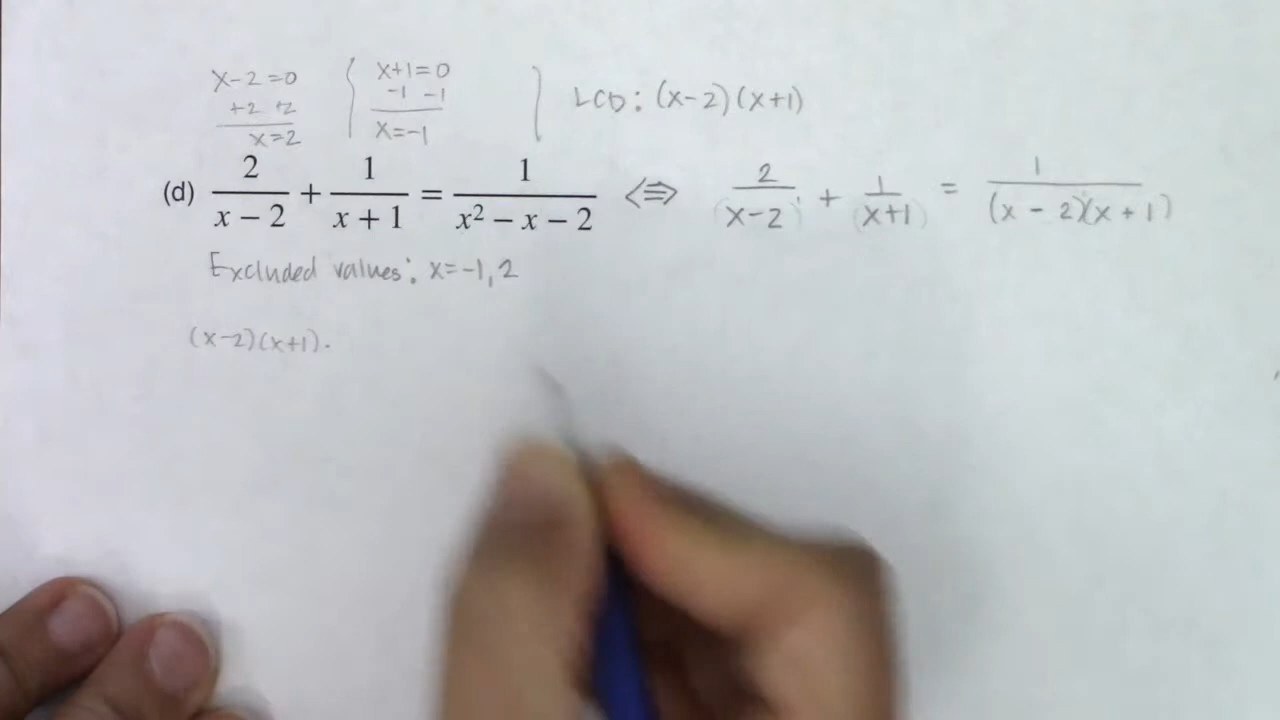 x-2=0
+2 +2
x=2
x+1=0
-1 -1
x=-1
LCD: (x-2)(x+1)
(d) 2/(x − 2) + 1/(x + 1) = 1/(x² − x − 2) ⇔ 2/(x-2) + 1/(x+1) = 1/((x - 2)(x + 1))
Excluded values: x=-1, 2
(x-2)(x+1).